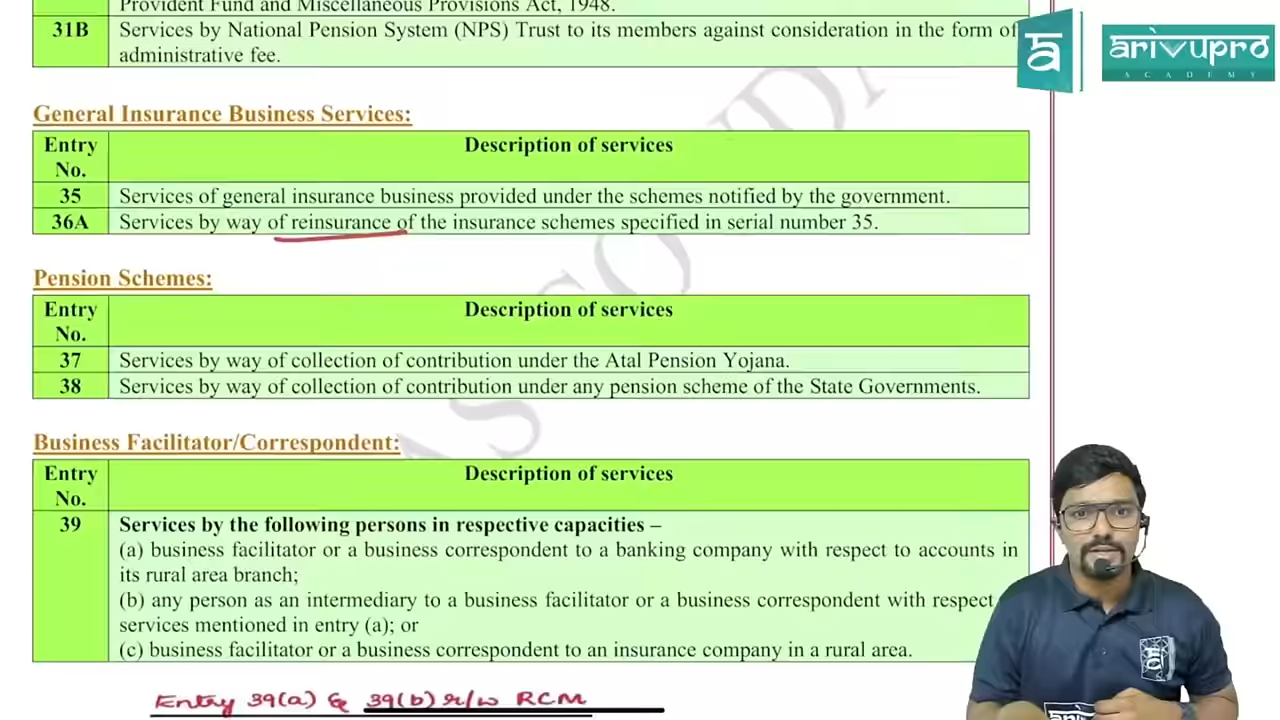 Provident Fund and Miscellaneous Provisions Act, 1948.
31B Services by National Pension System (NPS) Trust to its members against consideration in the form of
administrative fee.
ā arivupro
ACADEMY
General Insurance Business Services:
Entry No. Description of services
35 Services of general insurance business provided under the schemes notified by the government.
36A Services by way of reinsurance of the insurance schemes specified in serial number 35.
Pension Schemes:
Entry No. Description of services
37 Services by way of collection of contribution under the Atal Pension Yojana.
38 Services by way of collection of contribution under any pension scheme of the State Governments.
Business Facilitator/Correspondent:
Entry No. Description of services
39 Services by the following persons in respective capacities –
(a) business facilitator or a business correspondent to a banking company with respect to accounts in
its rural area branch;
(b) any person as an intermediary to a business facilitator or a business correspondent with respect
services mentioned in entry (a); or
(c) business facilitator or a business correspondent to an insurance company in a rural area.
Entry 39(a) & 39(b) r/w RCM